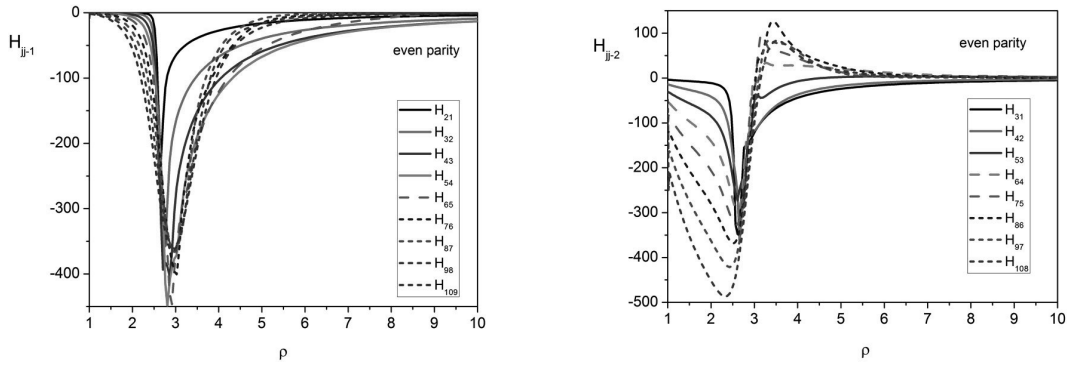 H_jj-1
even parity
0
-100
-200
-300
-400
H_21
H_32
H_43
H_54
H_65
H_76
H_87
H_98
H_109
1 2 3 4 5 6 7 8 9 10
ρ
H_jj-2
even parity
100
0
-100
-200
-300
-400
-500
H_31
H_42
H_53
H_64
H_75
H_86
H_97
H_108
1 2 3 4 5 6 7 8 9 10
ρ